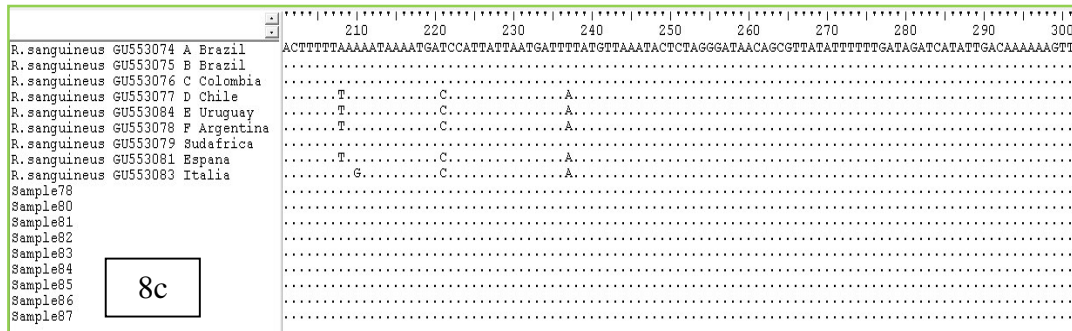 210 220 230 240 250 260 270 280 290 300
R.sanguineus GU553074 A Brazil ACTTTTTAAAAATAAAATGATCCATTATTAATGATTTTATGTTAAATACTCTAGGGATAACAGCGTTATATTTTTTGATAGATCATATTGACAAAAAAGTT
R.sanguineus GU553075 B Brazil .....................................................................................................
R.sanguineus GU553076 C Colombia .....................................................................................................
R.sanguineus GU553077 D Chile .......T............C...............A................................................................
R.sanguineus GU553084 E Uruguay .......T............C...............A................................................................
R.sanguineus GU553078 F Argentina .......T............C...............A................................................................
R.sanguineus GU553079 Sudafrica .....................................................................................................
R.sanguineus GU553081 Espana .......T............C...............A................................................................
R.sanguineus GU553083 Italia .........G..........C...............A................................................................
Sample78 .....................................................................................................
Sample80 .....................................................................................................
Sample81 .....................................................................................................
Sample82 .....................................................................................................
Sample83 .....................................................................................................
Sample84 .....................................................................................................
Sample85 .....................................................................................................
Sample86 .....................................................................................................
Sample87 .....................................................................................................
8c